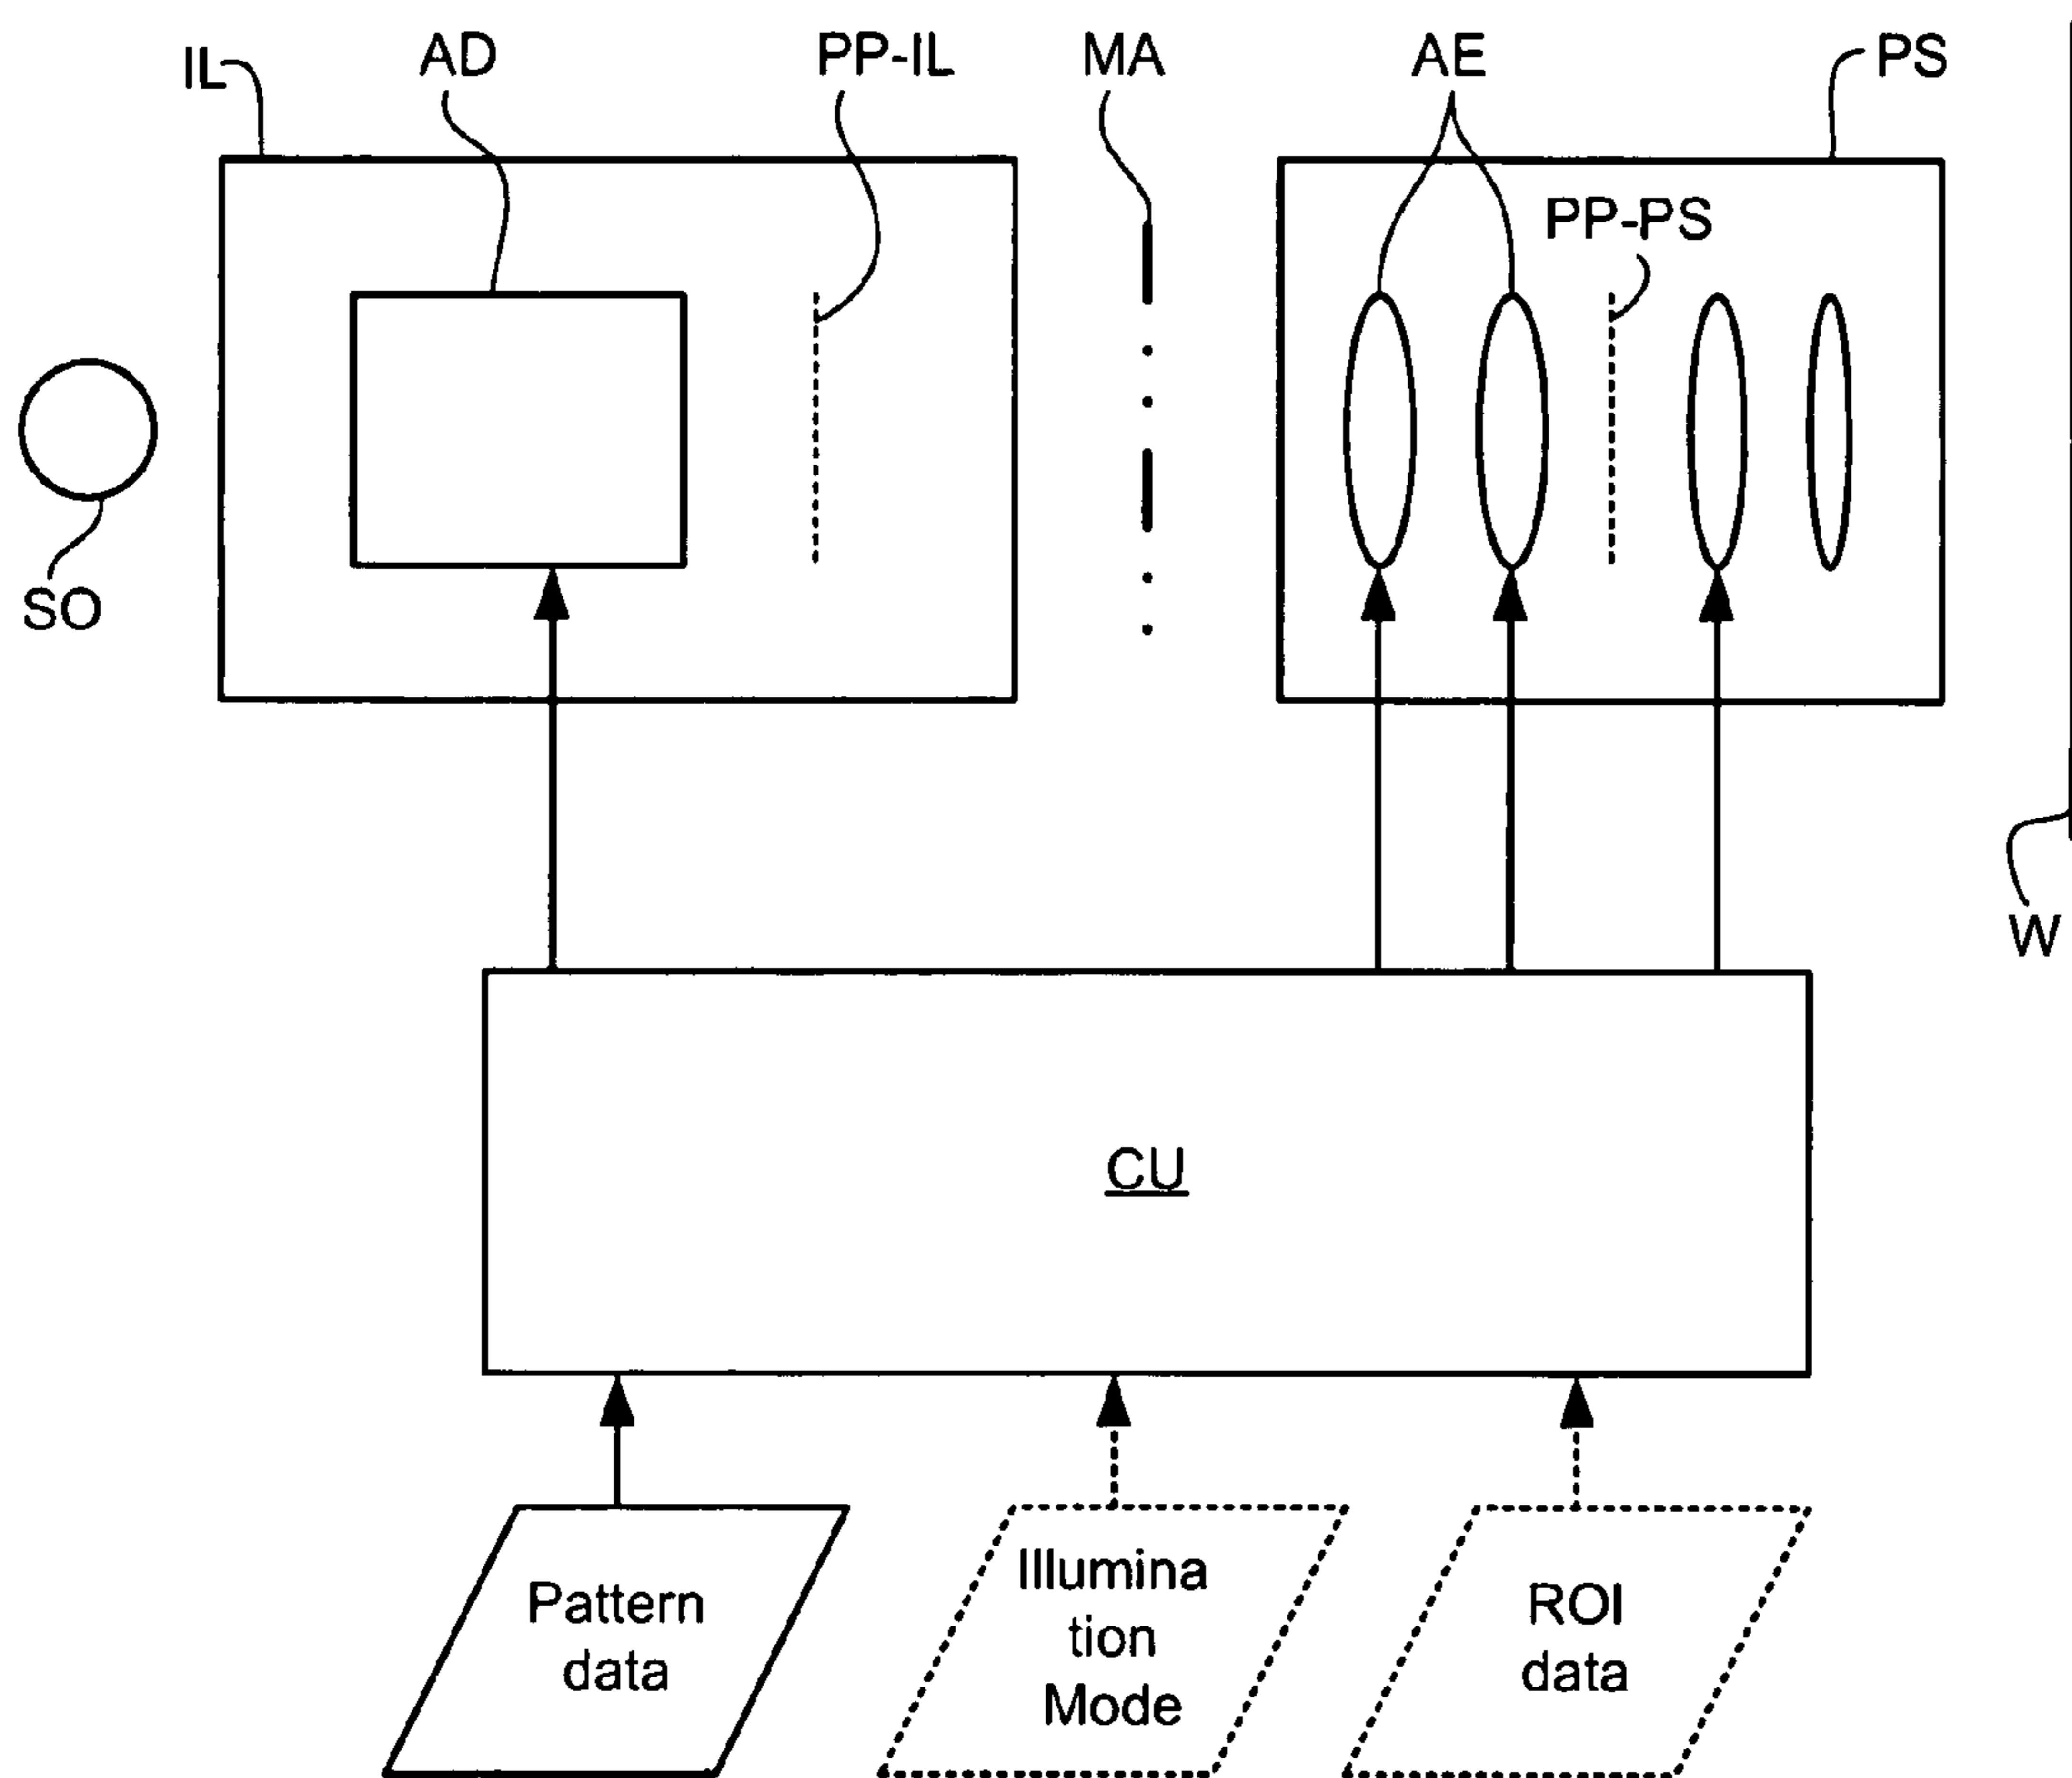 IL
AD
PP-IL
MA
AE
PS
PP-PS
SO
W
CU
Pattern
data
Illumina
tion
Mode
ROI
data